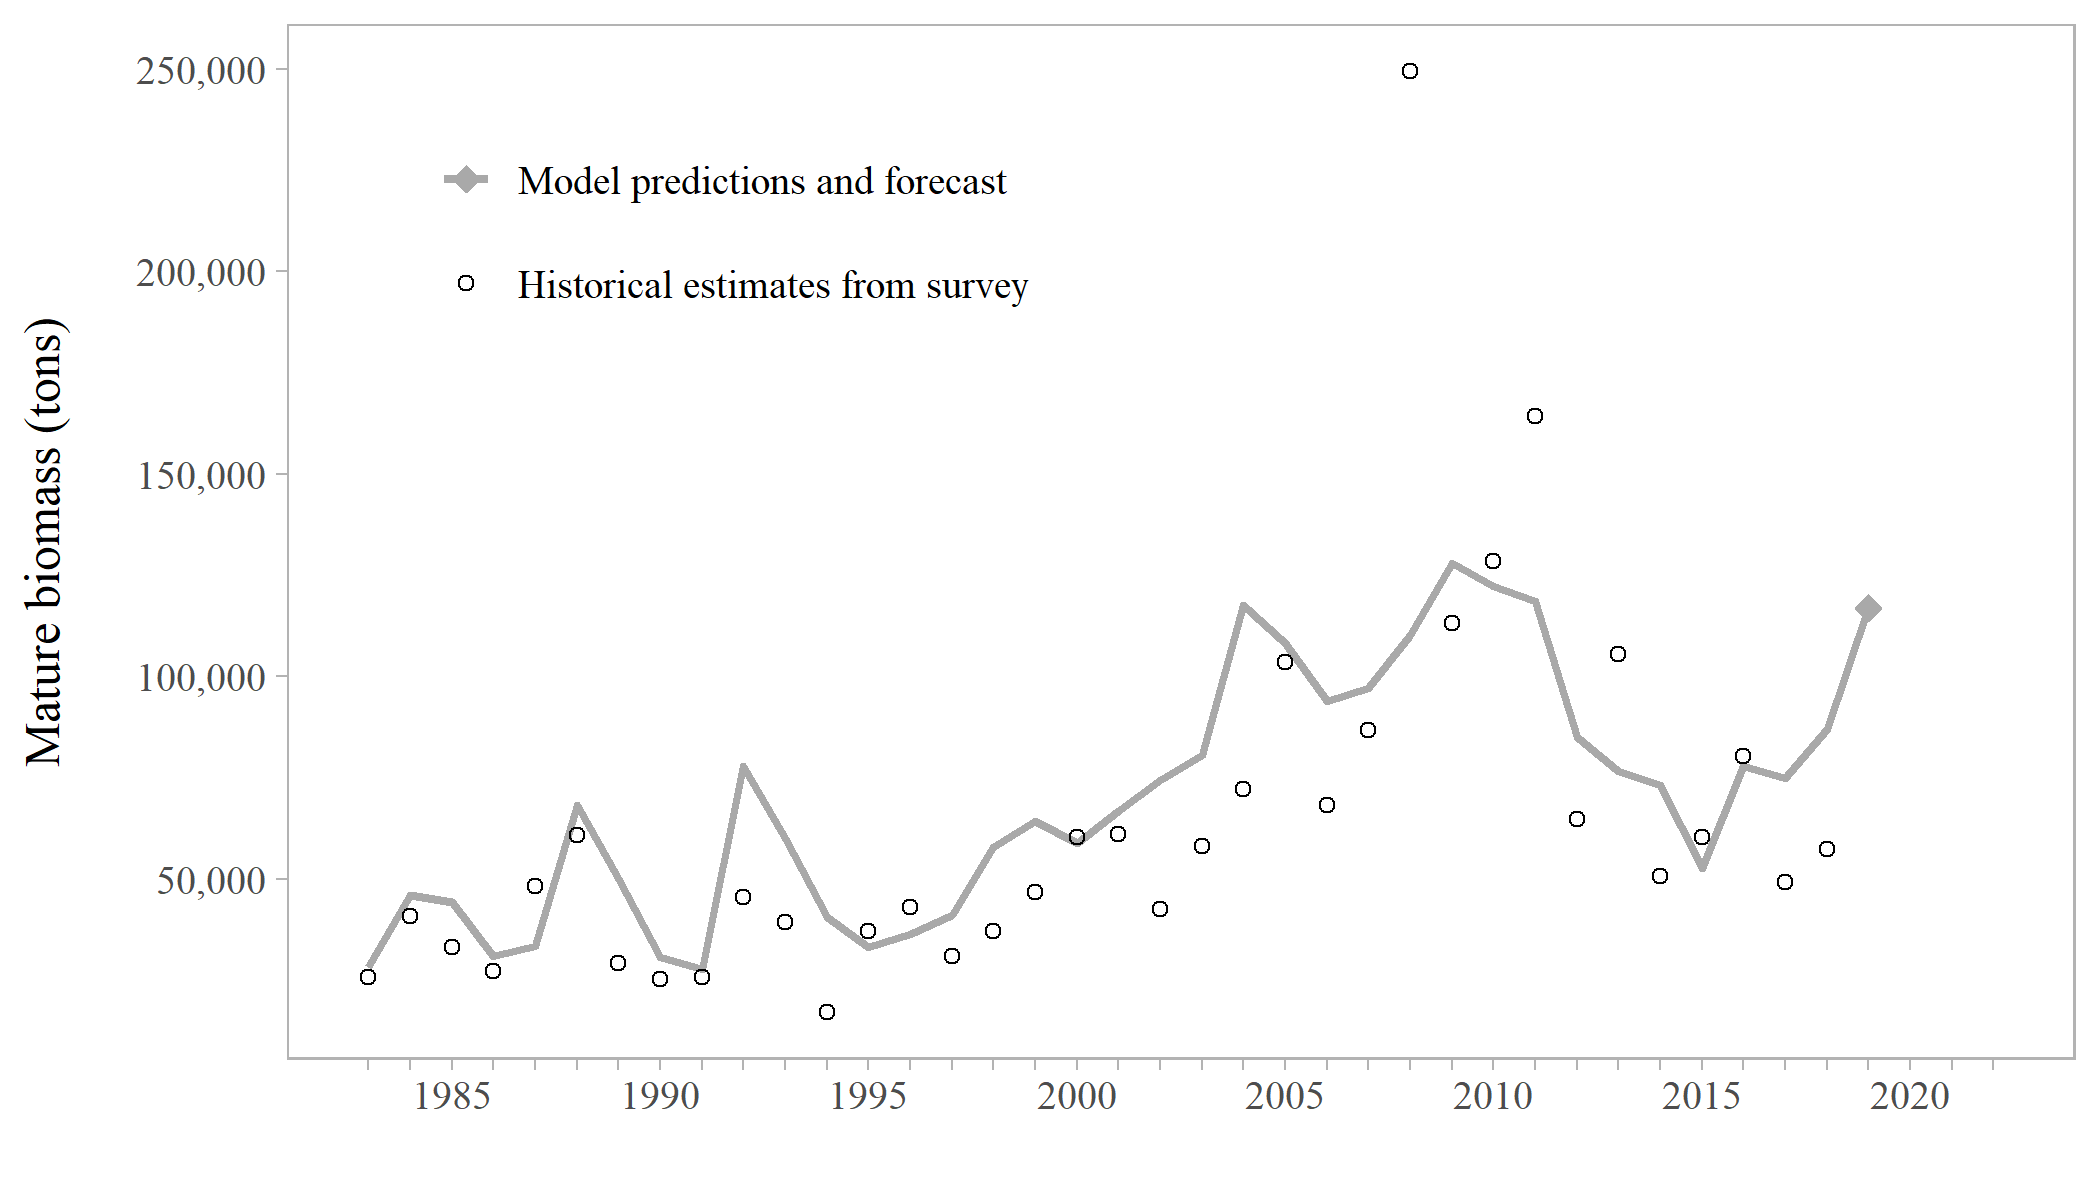 250,000
Model predictions and forecast
200,000
Historical estimates from survey
Mature biomass (tons)
150,000
100,000
50,000
1985 1990 1995 2000 2005 2010 2015 2020